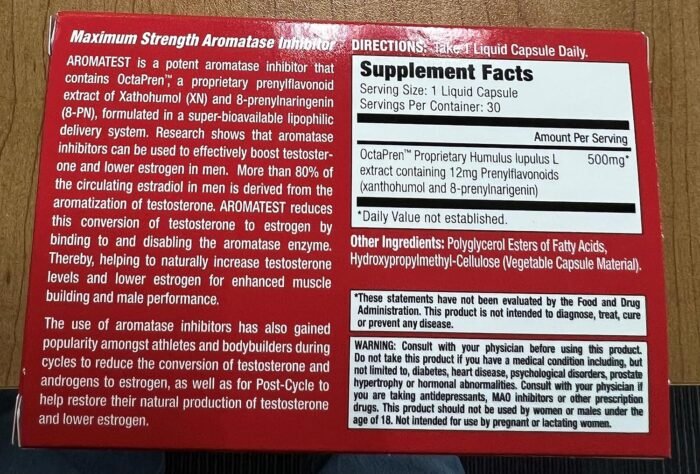 Maximum Strength Aromatase Inhibitor
AROMATEST is a potent aromatase inhibitor that
contains OctaPren™, a proprietary prenylflavonoid
extract of Xathohumol (XN) and 8-prenylnaringenin
(8-PN), formulated in a super-bioavailable lipophilic
delivery system. Research shows that aromatase
inhibitors can be used to effectively boost testoster-
one and lower estrogen in men. More than 80% of
the circulating estradiol in men is derived from the
aromatization of testosterone. AROMATEST reduces
this conversion of testosterone to estrogen by
binding to and disabling the aromatase enzyme.
Thereby, helping to naturally increase testosterone
levels and lower estrogen for enhanced muscle
building and male performance.
The use of aromatase inhibitors has also gained
popularity amongst athletes and bodybuilders during
cycles to reduce the conversion of testosterone and
androgens to estrogen, as well as for Post-Cycle to
help restore their natural production of testosterone
and lower estrogen.
DIRECTIONS: Take 1 Liquid Capsule Daily.
Supplement Facts
Serving Size: 1 Liquid Capsule
Servings Per Container: 30
Amount Per Serving
OctaPren™ Proprietary Humulus lupulus L 500mg*
extract containing 12mg Prenylflavonoids
(xanthohumol and 8-prenylnarigenin)
*Daily Value not established.
Other Ingredients: Polyglycerol Esters of Fatty Acids,
Hydroxypropylmethyl-Cellulose (Vegetable Capsule Material).
*These statements have not been evaluated by the Food and Drug
Administration. This product is not intended to diagnose, treat, cure
or prevent any disease.
WARNING: Consult with your physician before using this product.
Do not take this product if you have a medical condition including, but
not limited to, diabetes, heart disease, psychological disorders, prostate
hypertrophy or hormonal abnormalities. Consult with your physician if
you are taking antidepressants, MAO inhibitors or other prescription
drugs. This product should not be used by women or males under the
age of 18. Not intended for use by pregnant or lactating women.